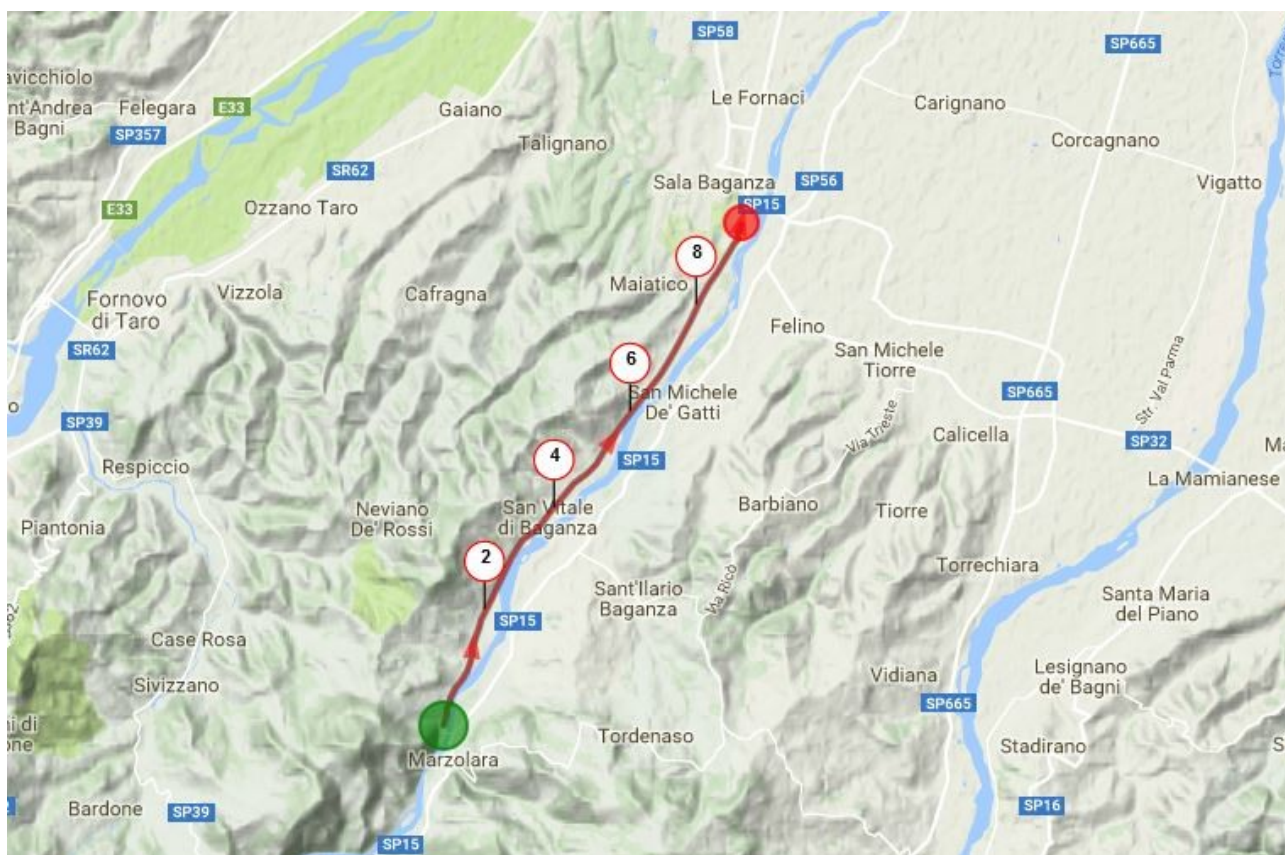 SP58
SP665
avicchiolo
nt'Andrea
Bagni
Felegara
E33
Gaiano
Le Fornaci
Carignano
SP357
Talignano
Corcagnano
SR62
Sala Baganza
SP56
Vigatto
E33
Ozzano Taro
SP15
8
Maiatico
Vizzola
Cafragna
Fornovo
di Taro
Felino
SR62
6
San Michele
Tiorre
San Michele
De' Gatti
SP665
Str. Val Parma
SP39
Via Trieste
Calicella
SP32
4
SP15
Respiccio
La Mamianese
Neviano
De' Rossi
San Vitale
di Baganza
Barbiano
Tiorre
Piantonia
2
Torrechiara
Sant'Ilario
Baganza
Via Ricò
Santa Maria
del Piano
SP15
Case Rosa
Lesignano
de' Bagni
Sivizzano
Vidiana
SP665
Tordenaso
Stadirano
Marzolara
Bardone
SP39
SP16
SP15